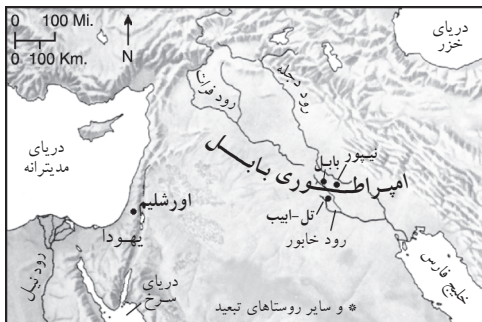 0 100 Mi.
0 100 Km.
N
دریای
خزر
رود دجله
رود فرات
دریای
مدیترانه
نیپور
بابل
امپراطوری بابل
اورشلیم
یهودا
تل-ابیب
رود خابور
رود نیل
دریای
سرخ
خلیج فارس
* و سایر روستاهای تبعید